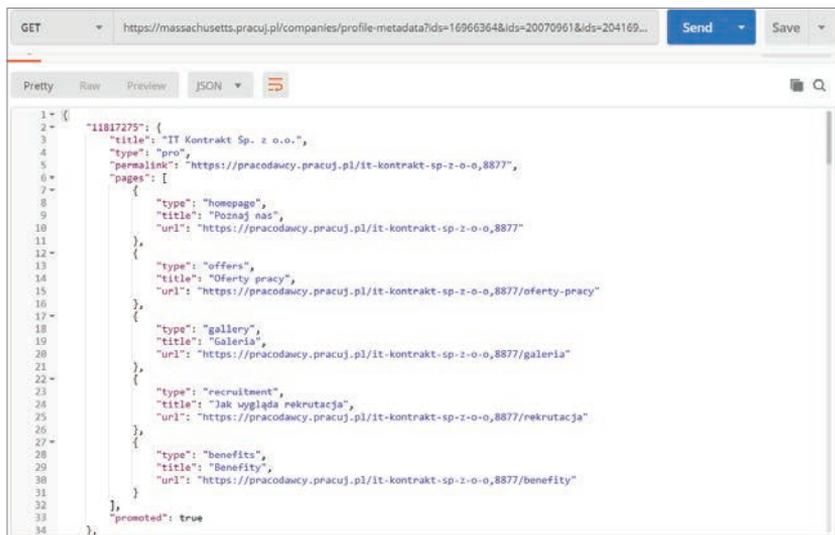 GET https://massachusetts.pracuj.pl/companies/profile-metadata?ids=16966364&ids=20070961&ids=204169... Send Save
Pretty Raw Preview JSON
1 {
2 "11817275": {
3 "title": "IT Kontrakt Sp. z o.o.",
4 "type": "pro",
5 "permalink": "https://pracodawcy.pracuj.pl/it-kontrakt-sp-z-o-o,8877",
6 "pages": [
7 {
8 "type": "homepage",
9 "title": "Poznaj nas",
10 "url": "https://pracodawcy.pracuj.pl/it-kontrakt-sp-z-o-o,8877"
11 },
12 {
13 "type": "offers",
14 "title": "Oferty pracy",
15 "url": "https://pracodawcy.pracuj.pl/it-kontrakt-sp-z-o-o,8877/oferty-pracy"
16 },
17 {
18 "type": "gallery",
19 "title": "Galeria",
20 "url": "https://pracodawcy.pracuj.pl/it-kontrakt-sp-z-o-o,8877/galeria"
21 },
22 {
23 "type": "recruitment",
24 "title": "Jak wygląda rekrutacja",
25 "url": "https://pracodawcy.pracuj.pl/it-kontrakt-sp-z-o-o,8877/rekrutacja"
26 },
27 {
28 "type": "benefits",
29 "title": "Benefity",
30 "url": "https://pracodawcy.pracuj.pl/it-kontrakt-sp-z-o-o,8877/benefity"
31 }
32 ],
33 "promoted": true
34 },